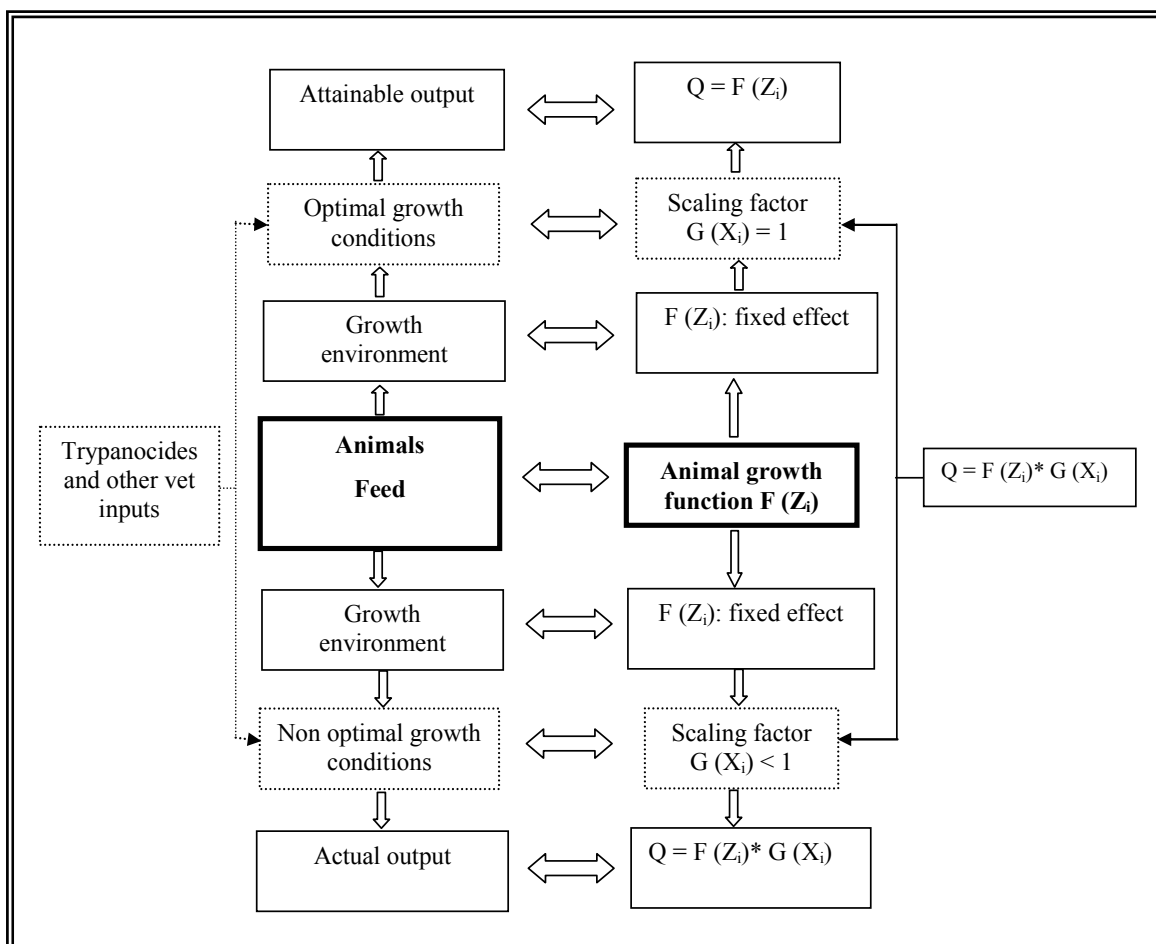 Attainable output
Q = F (Zᵢ)
Optimal growth
conditions
Scaling factor
G (Xᵢ) = 1
Growth
environment
F (Zᵢ): fixed effect
Trypanocides
and other vet
inputs
Animals
Feed
Animal growth
function F (Zᵢ)
Q = F (Zᵢ)* G (Xᵢ)
Growth
environment
F (Zᵢ): fixed effect
Non optimal growth
conditions
Scaling factor
G (Xᵢ) < 1
Actual output
Q = F (Zᵢ)* G (Xᵢ)